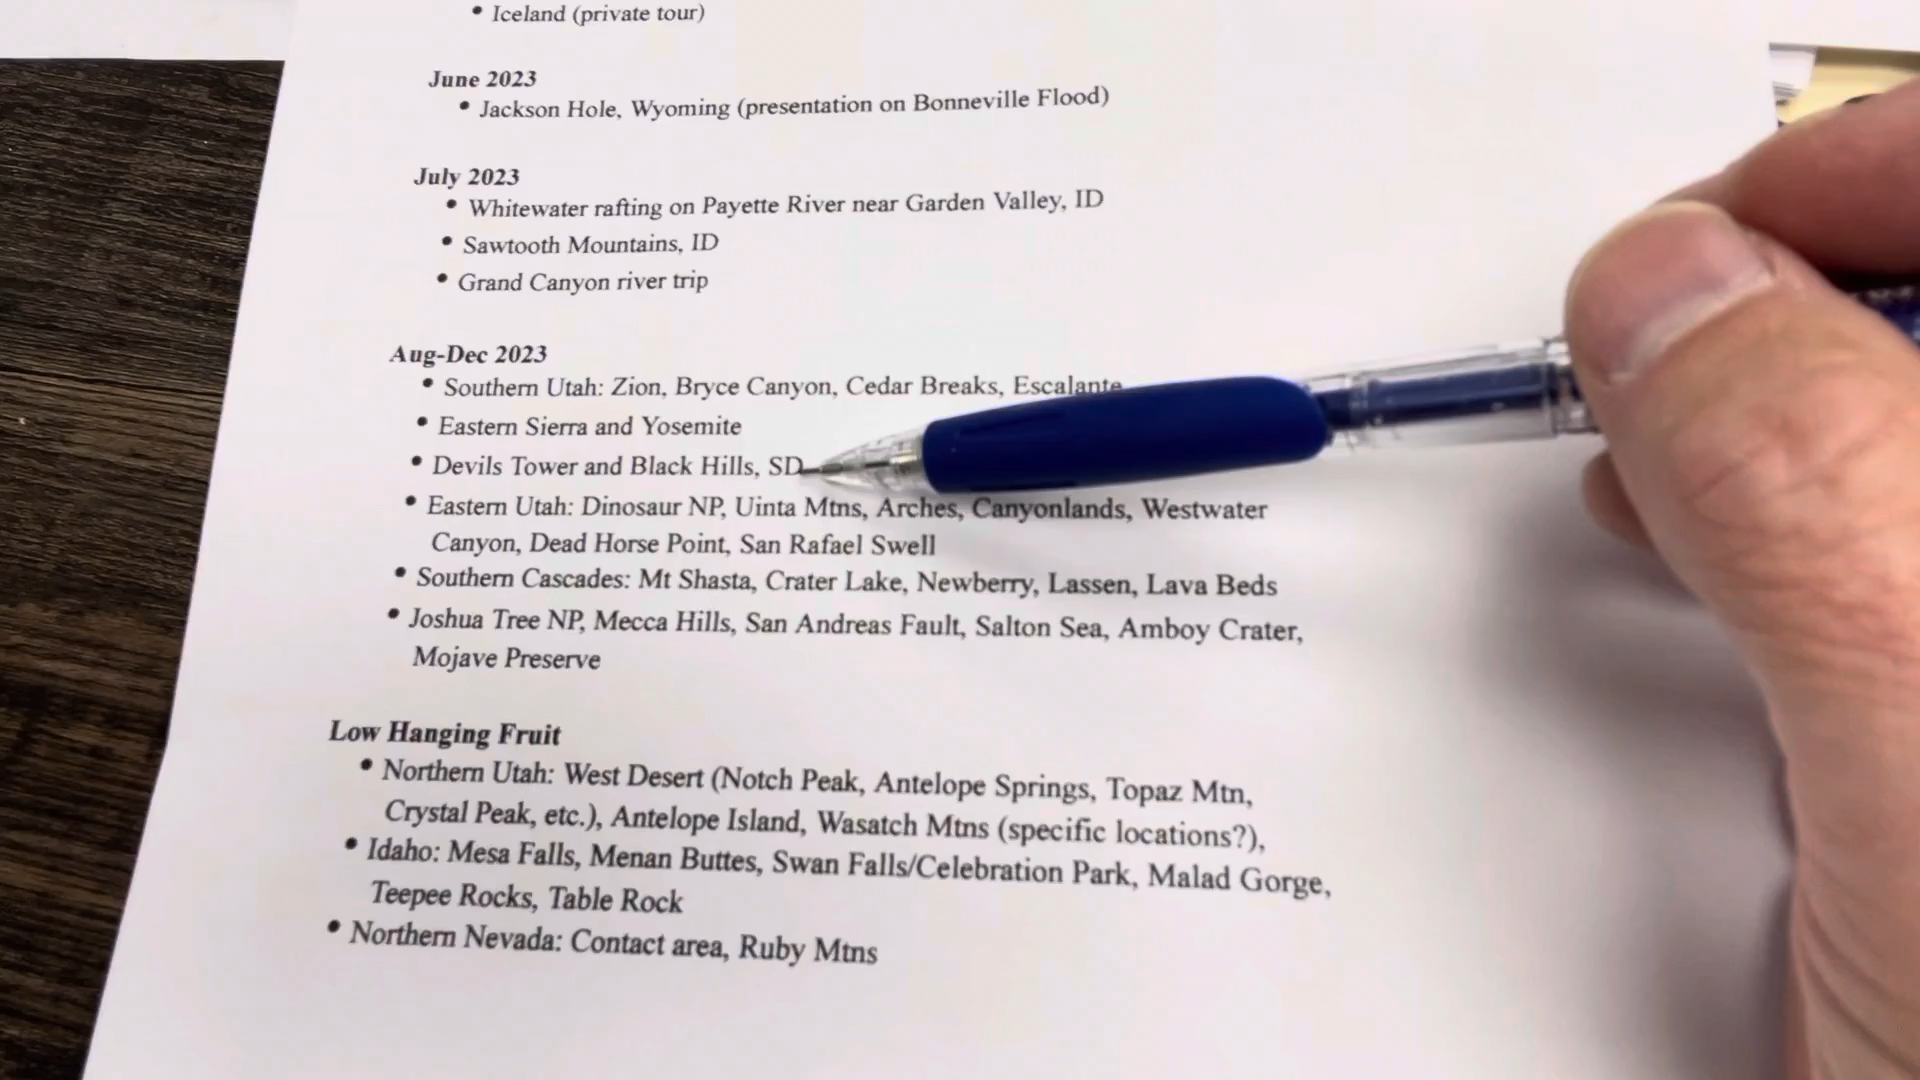 • Iceland (private tour)
June 2023
• Jackson Hole, Wyoming (presentation on Bonneville Flood)
July 2023
• Whitewater rafting on Payette River near Garden Valley, ID
• Sawtooth Mountains, ID
• Grand Canyon river trip
Aug-Dec 2023
• Southern Utah: Zion, Bryce Canyon, Cedar Breaks, Escalante
• Eastern Sierra and Yosemite
• Devils Tower and Black Hills, SD
• Eastern Utah: Dinosaur NP, Uinta Mtns, Arches, Canyonlands, Westwater
Canyon, Dead Horse Point, San Rafael Swell
• Southern Cascades: Mt Shasta, Crater Lake, Newberry, Lassen, Lava Beds
• Joshua Tree NP, Mecca Hills, San Andreas Fault, Salton Sea, Amboy Crater,
Mojave Preserve
Low Hanging Fruit
• Northern Utah: West Desert (Notch Peak, Antelope Springs, Topaz Mtn,
Crystal Peak, etc.), Antelope Island, Wasatch Mtns (specific locations?),
• Idaho: Mesa Falls, Menan Buttes, Swan Falls/Celebration Park, Malad Gorge,
Teepee Rocks, Table Rock
• Northern Nevada: Contact area, Ruby Mtns